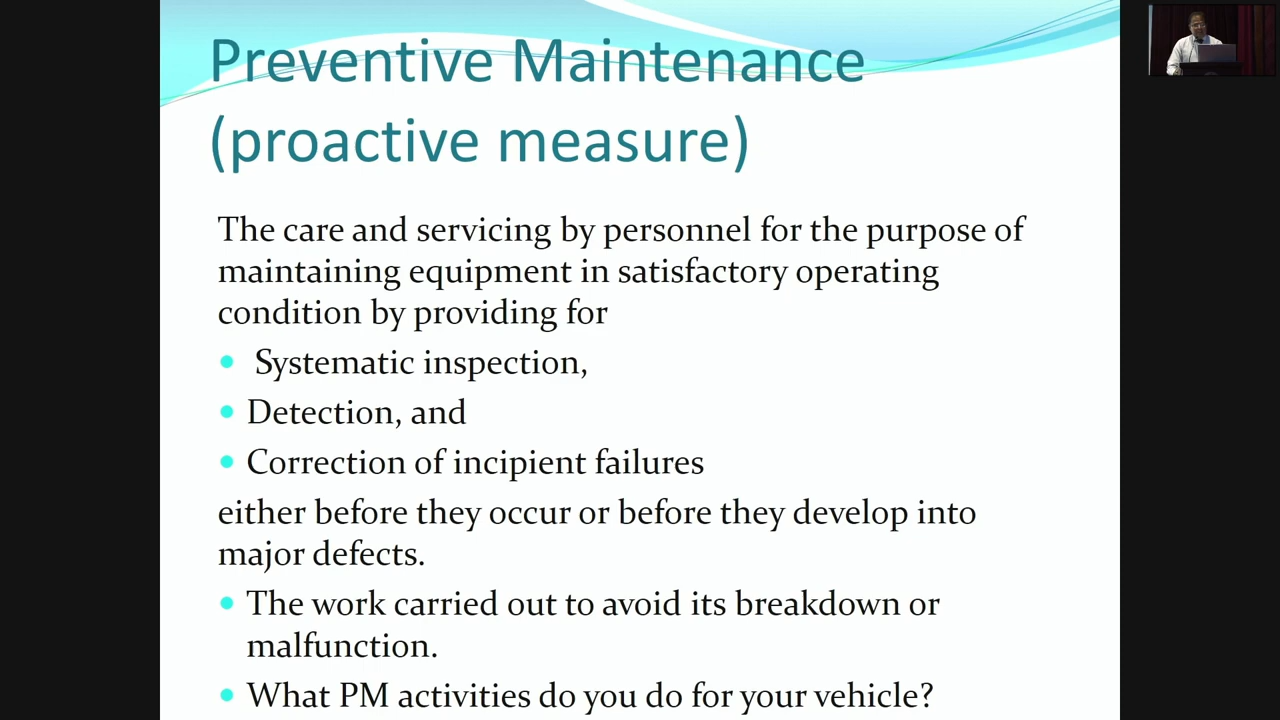 Preventive Maintenance
(proactive measure)
The care and servicing by personnel for the purpose of
maintaining equipment in satisfactory operating
condition by providing for
Systematic inspection,
Detection, and
Correction of incipient failures
either before they occur or before they develop into
major defects.
The work carried out to avoid its breakdown or
malfunction.
What PM activities do you do for your vehicle?